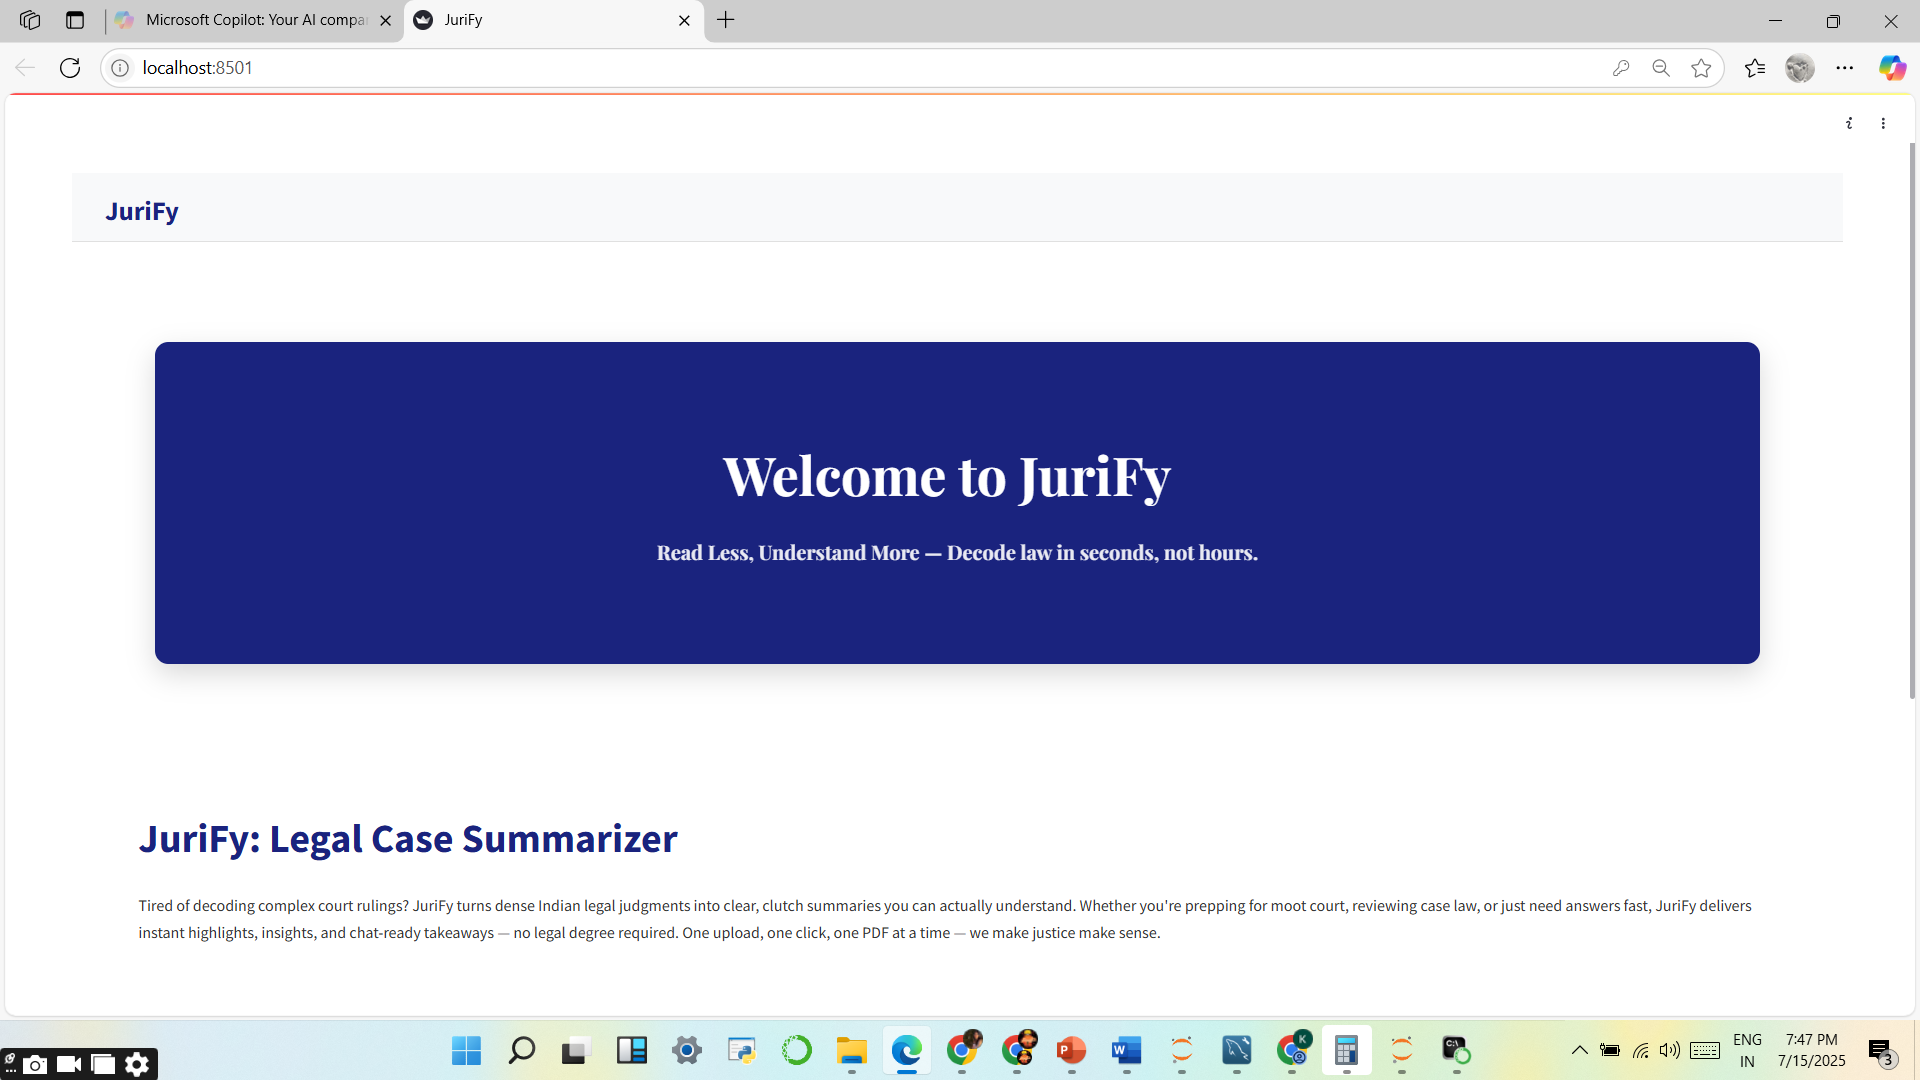 Microsoft Copilot: Your AI compa
JuriFy
localhost:8501
JuriFy
Welcome to JuriFy
Read Less, Understand More — Decode law in seconds, not hours.
JuriFy: Legal Case Summarizer
Tired of decoding complex court rulings? JuriFy turns dense Indian legal judgments into clear, clutch summaries you can actually understand. Whether you're prepping for moot court, reviewing case law, or just need answers fast, JuriFy delivers
instant highlights, insights, and chat-ready takeaways — no legal degree required. One upload, one click, one PDF at a time — we make justice make sense.
K
P
W
C:\
ENG
IN
7:47 PM
7/15/2025
3